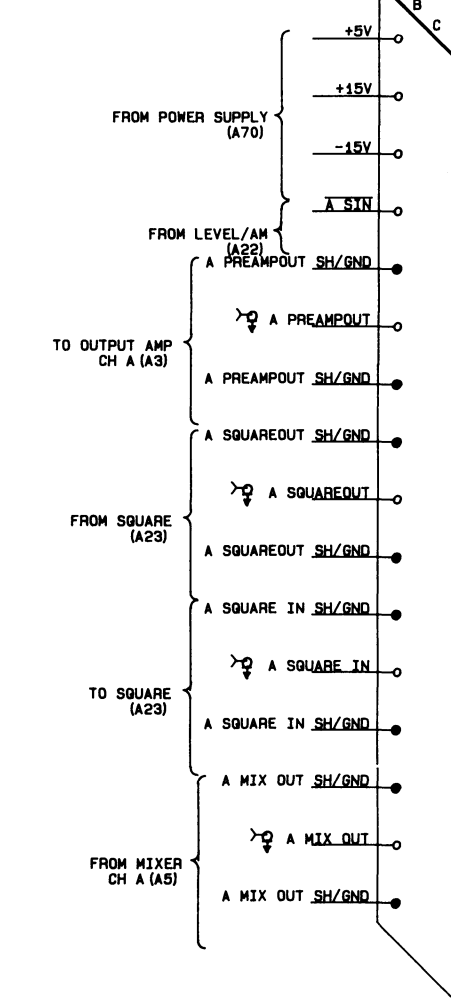 B
C
+5V
+15V
FROM POWER SUPPLY
(A70)
-15V
A SIN
FROM LEVEL/AM
(A22)
A PREAMPOUT SH/GND
A PREAMPOUT
TO OUTPUT AMP
CH A (A3)
A PREAMPOUT SH/GND
A SQUAREOUT SH/GND
A SQUAREOUT
FROM SQUARE
(A23)
A SQUAREOUT SH/GND
A SQUARE IN SH/GND
A SQUARE IN
TO SQUARE
(A23)
A SQUARE IN SH/GND
A MIX OUT SH/GND
A MIX OUT
FROM MIXER
CH A (A5)
A MIX OUT SH/GND